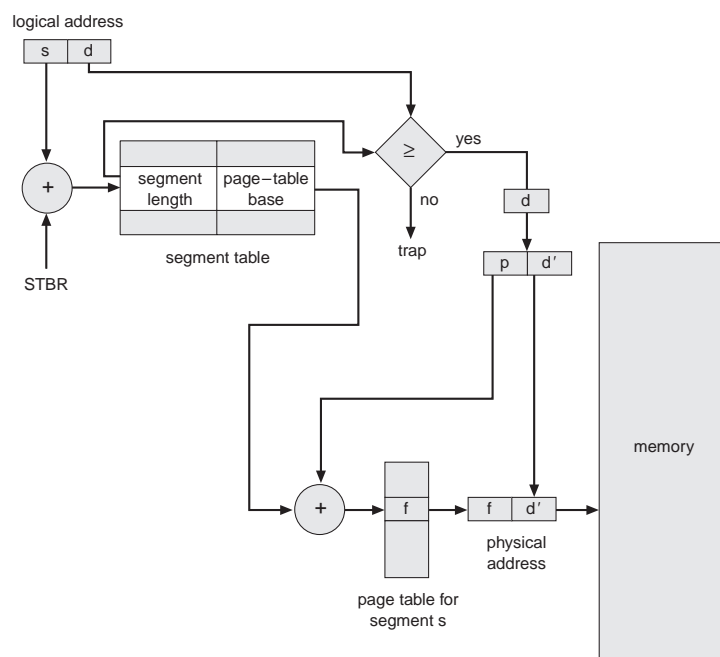 logical address
s d
yes
≥
+
segment length
page–table base
no
d
trap
segment table
p d′
STBR
memory
+
f
f d′
physical address
page table for segment s